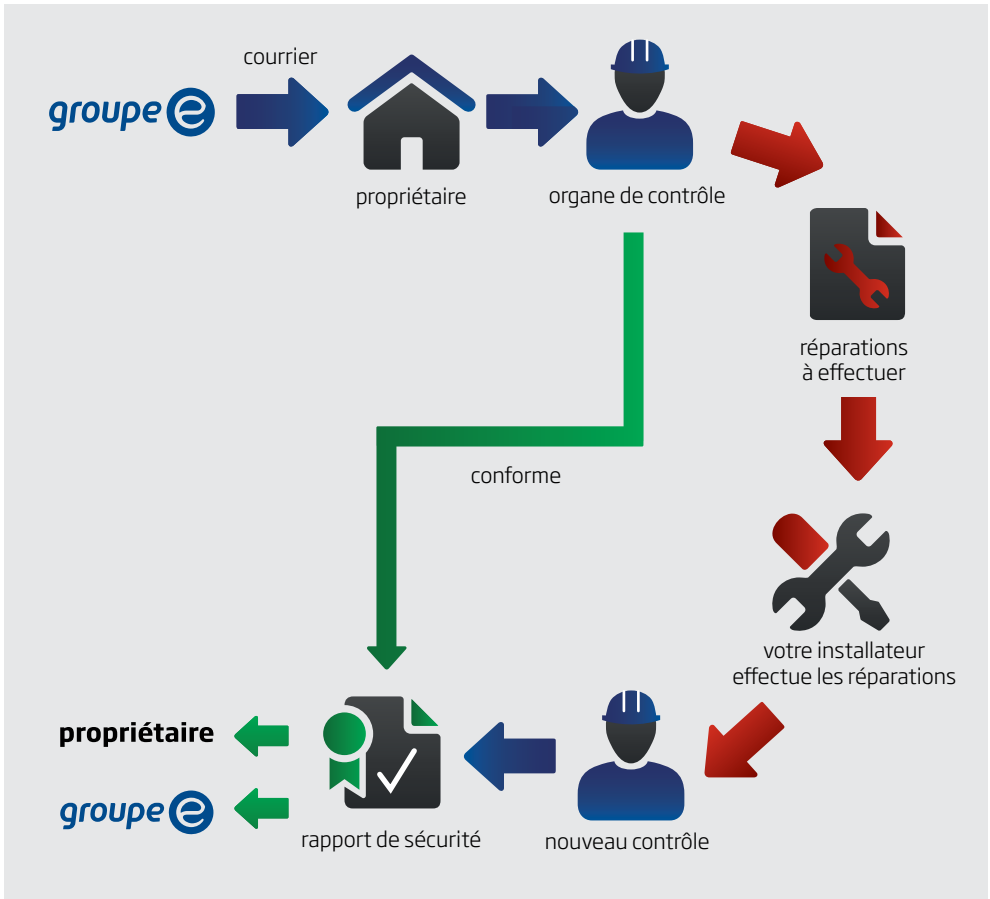 courrier
groupe e
propriétaire
organe de contrôle
réparations
à effectuer
conforme
votre installateur
effectue les réparations
propriétaire
groupe e
rapport de sécurité
nouveau contrôle